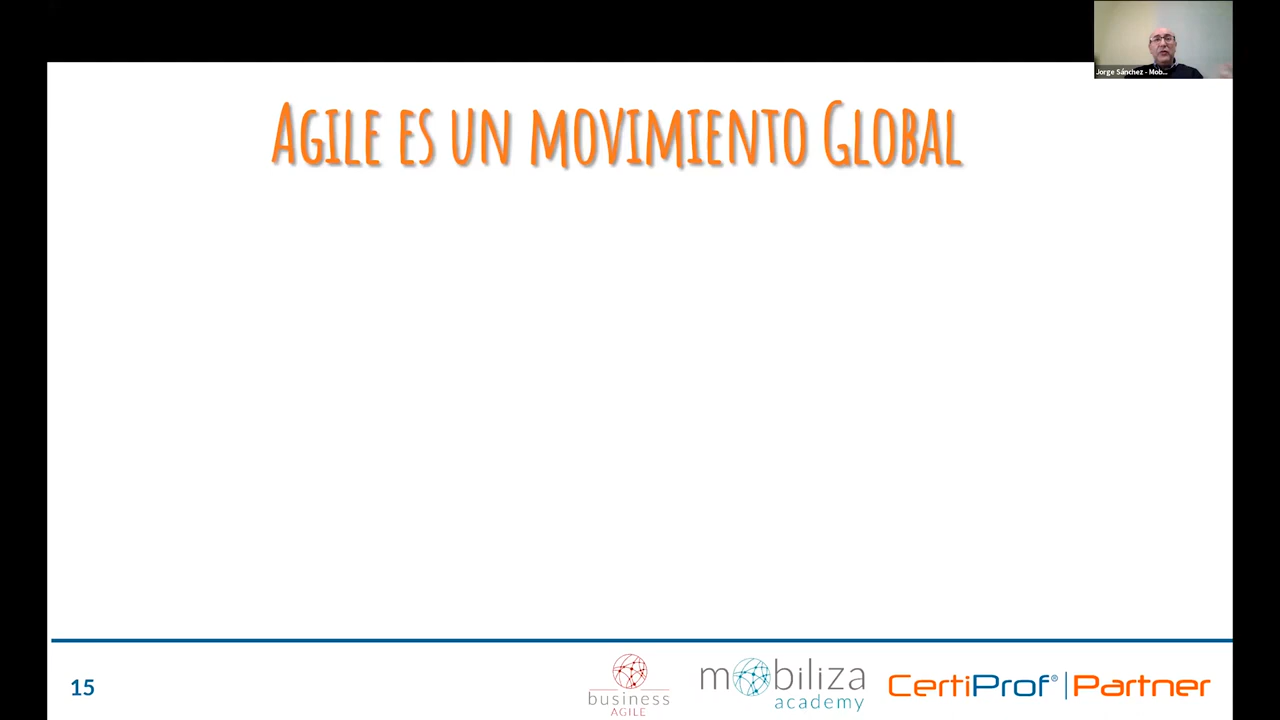 Jorge Sánchez - Mob...
Agile es un movimiento Global
15
business
AGILE
mobiliza
academy
CertiProf® | Partner